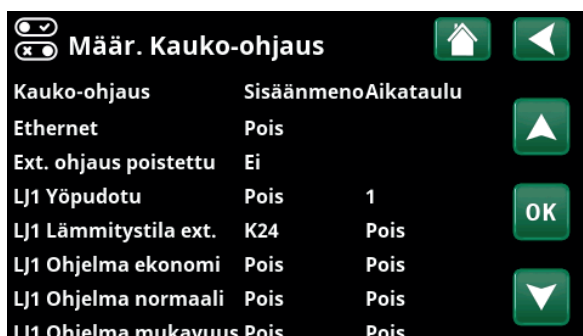 Määr. Kauko-ohjaus
Kauko-ohjaus SisäänmenoAikataulu
Ethernet Pois
Ext. ohjaus poistettu Ei
LJ1 Yöpudotu Pois 1
LJ1 Lämmitystila ext. K24 Pois
OK
LJ1 Ohjelma ekonomi Pois Pois
LJ1 Ohjelma normaali Pois Pois
LJ1 Ohjelma mukavuus Pois Pois